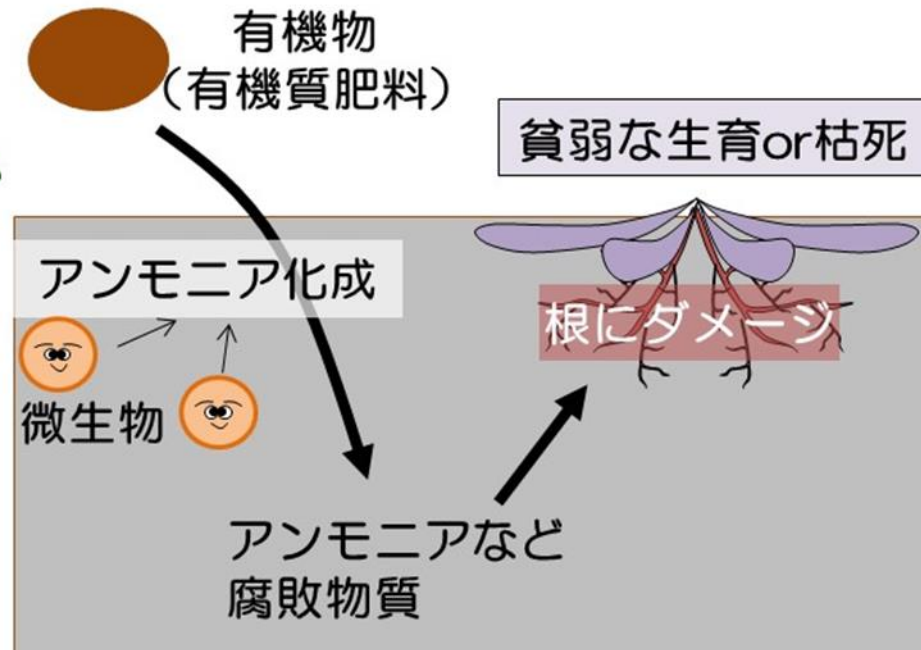 有機物
（有機質肥料）
貧弱な生育or枯死
アンモニア化成
根にダメージ
微生物
アンモニアなど
腐敗物質